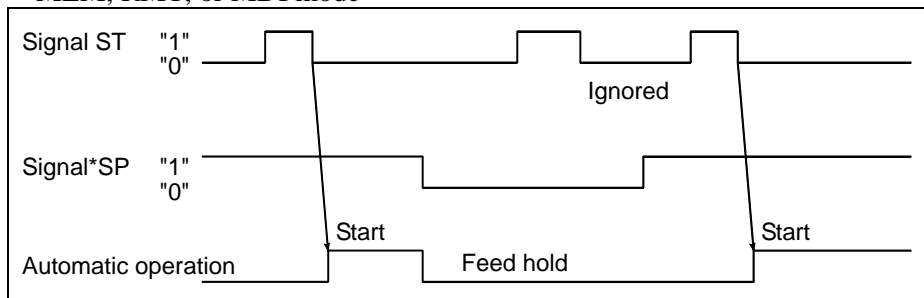 MEM, RMT, or MDI mode
Signal ST "1"
"0"
Ignored
Signal*SP "1"
"0"
Start
Start
Automatic operation
Feed hold